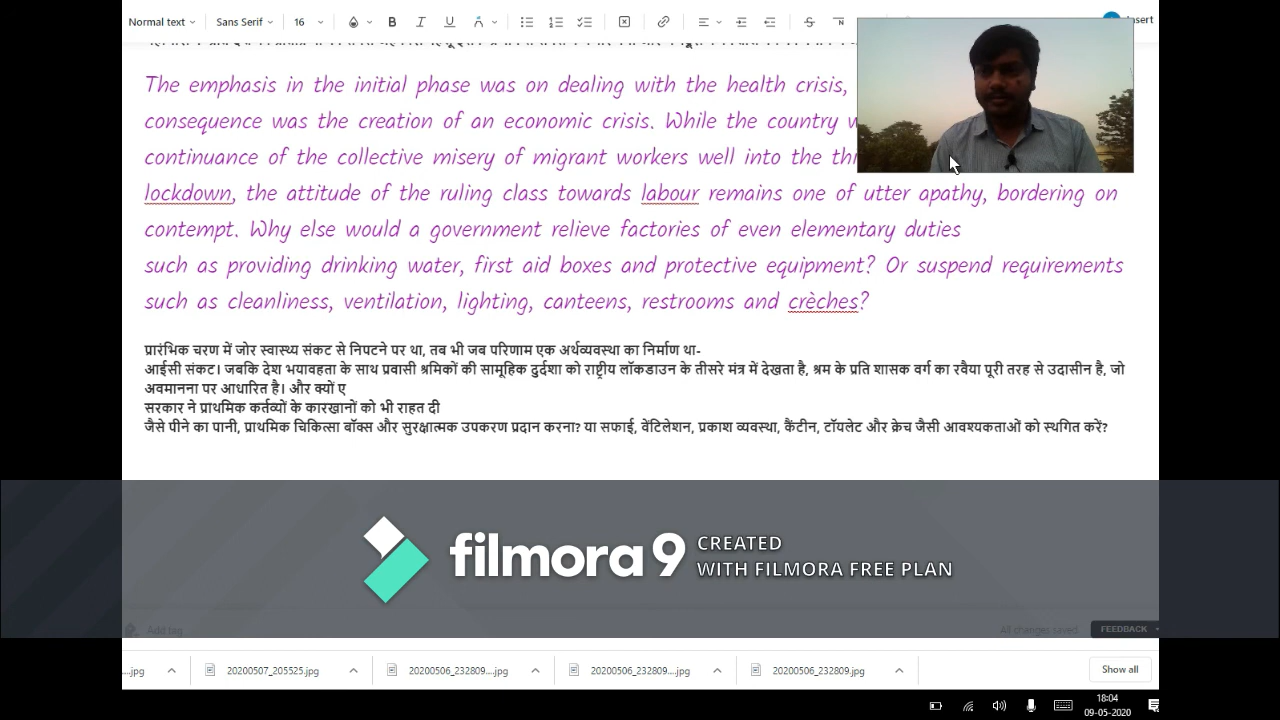 Normal text
Sans Serif
16
B I U
Insert
The emphasis in the initial phase was on dealing with the health crisis,
consequence was the creation of an economic crisis. While the country
continuance of the collective misery of migrant workers well into the
lockdown, the attitude of the ruling class towards labour remains one of utter apathy, bordering on
contempt. Why else would a government relieve factories of even elementary duties
such as providing drinking water, first aid boxes and protective equipment? Or suspend requirements
such as cleanliness, ventilation, lighting, canteens, restrooms and crèches?
प्रारंभिक चरण में जोर स्वास्थ्य संकट से निपटने पर था, तब भी जब परिणाम एक अर्थव्यवस्था का निर्माण था-
आईसी संकट। जबकि देश भयावहता के साथ प्रवासी श्रमिकों की सामूहिक दुर्दशा को राष्ट्रीय लॉकडाउन के तीसरे मंत्र में देखता है, श्रम के प्रति शासक वर्ग का रवैया पूरी तरह से उदासीन है, जो
अवमानना पर आधारित है। और क्यों ए
सरकार ने प्राथमिक कर्तव्यों के कारखानों को भी राहत दी
जैसे पीने का पानी, प्राथमिक चिकित्सा बॉक्स और सुरक्षात्मक उपकरण प्रदान करना? या सफाई, वेंटिलेशन, प्रकाश व्यवस्था, कैंटीन, टॉयलेट और क्रेच जैसी आवश्यकताओं को स्थगित करें?
filmora 9
CREATED
WITH FILMORA FREE PLAN
Add tag
All changes saved
FEEDBACK
....jpg
20200507_205525.jpg
20200506_232809....jpg
20200506_232809....jpg
20200506_232809.jpg
Show all
18:04
09-05-2020